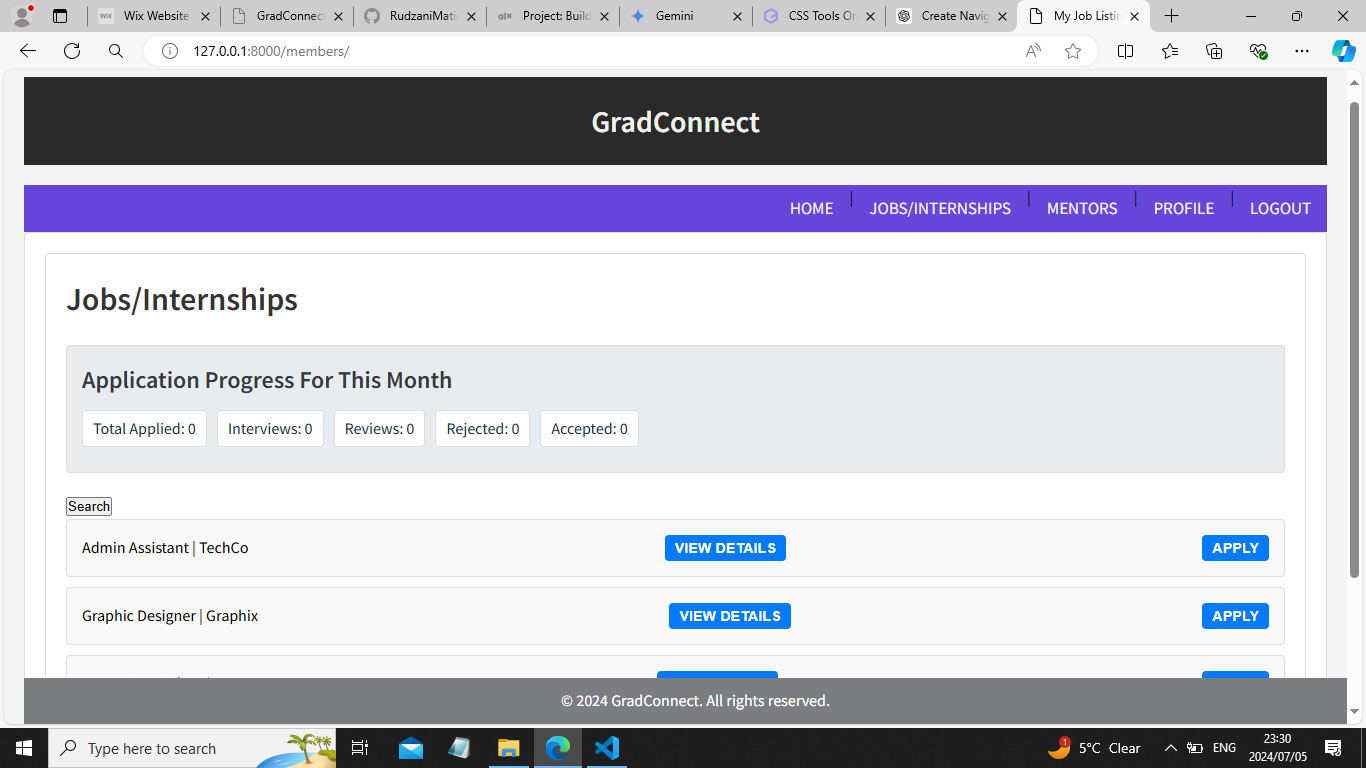 Wix Website
GradConnect
RudzaniMati
Project: Build
Gemini
CSS Tools On
Create Navig
My Job Listin
127.0.0.1:8000/members/
GradConnect
HOME | JOBS/INTERNSHIPS | MENTORS | PROFILE | LOGOUT
Jobs/Internships
Application Progress For This Month
Total Applied: 0 Interviews: 0 Reviews: 0 Rejected: 0 Accepted: 0
Search
Admin Assistant | TechCo VIEW DETAILS APPLY
Graphic Designer | Graphix VIEW DETAILS APPLY
© 2024 GradConnect. All rights reserved.
Type here to search
1
5°C Clear
ENG
23:30
2024/07/05